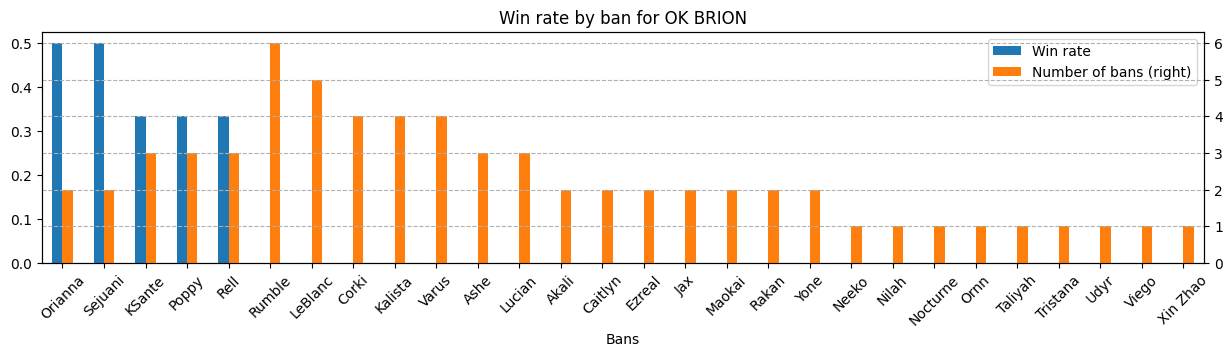 Win rate by ban for OK BRION
0.5
0.4
0.3
0.2
0.1
0.0
Win rate
Number of bans (right)
6
5
4
3
2
1
0
Orianna
Sejuani
KSante
Poppy
Rell
Rumble
LeBlanc
Corki
Kalista
Varus
Ashe
Lucian
Akali
Caitlyn
Ezreal
Jax
Maokai
Rakan
Yone
Neeko
Nilah
Nocturne
Ornn
Taliyah
Tristana
Udyr
Viego
Xin Zhao
Bans